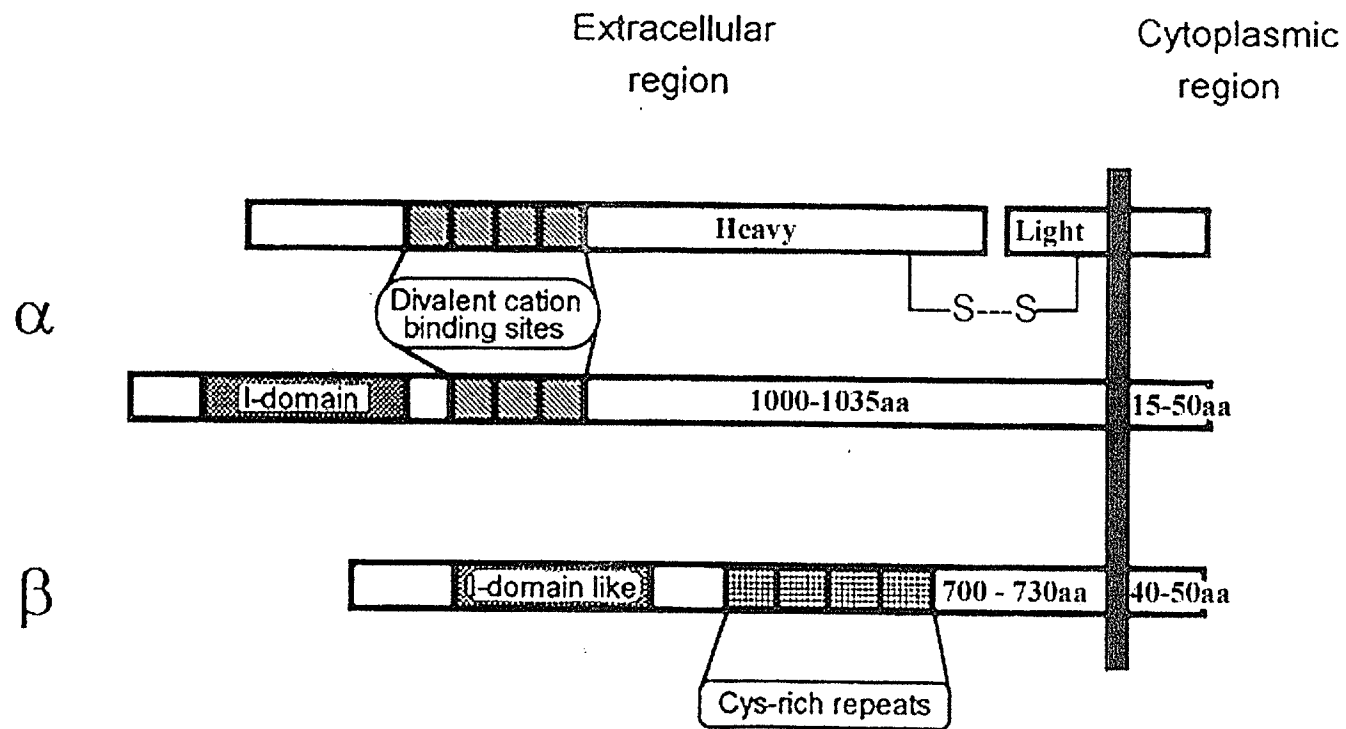 Extracellular
region
Cytoplasmic
region
α
Heavy
Light
Divalent cation
binding sites
S---S
I-domain
1000-1035aa
15-50aa
β
I-domain like
700 - 730aa
40-50aa
Cys-rich repeats